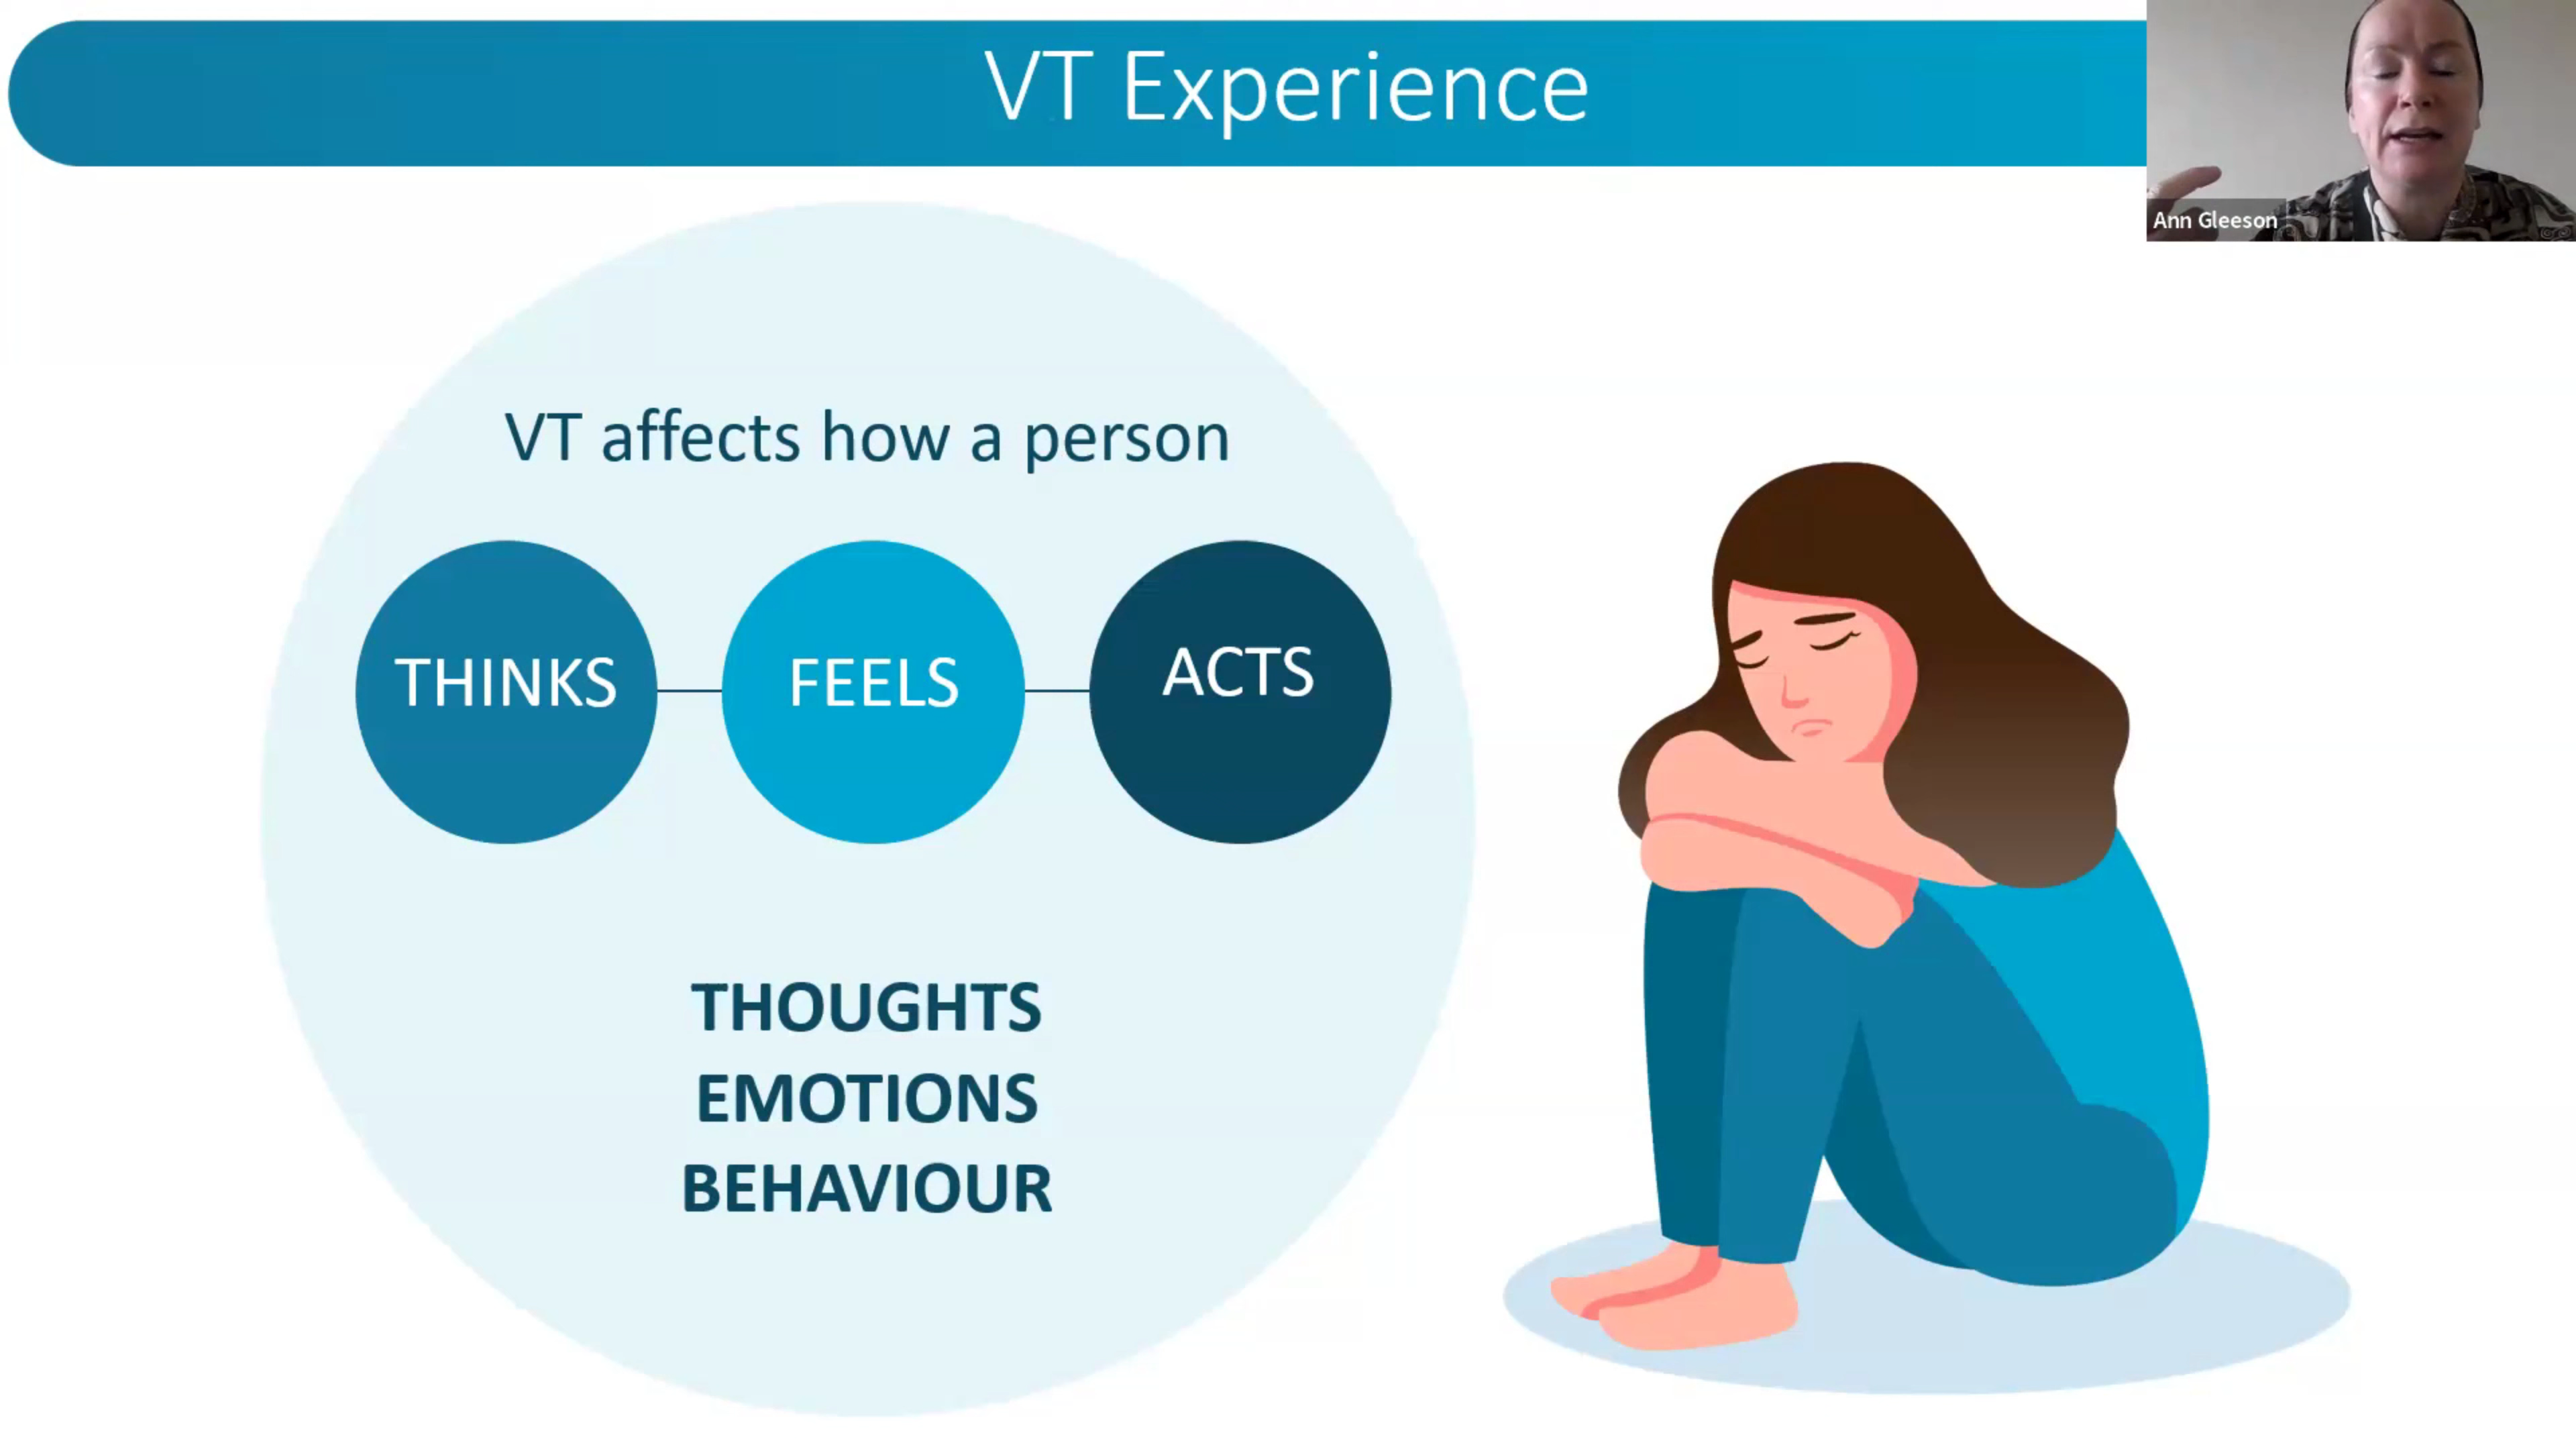 VT Experience
Ann Gleeson
VT affects how a person
THINKS
FEELS
ACTS
THOUGHTS
EMOTIONS
BEHAVIOUR